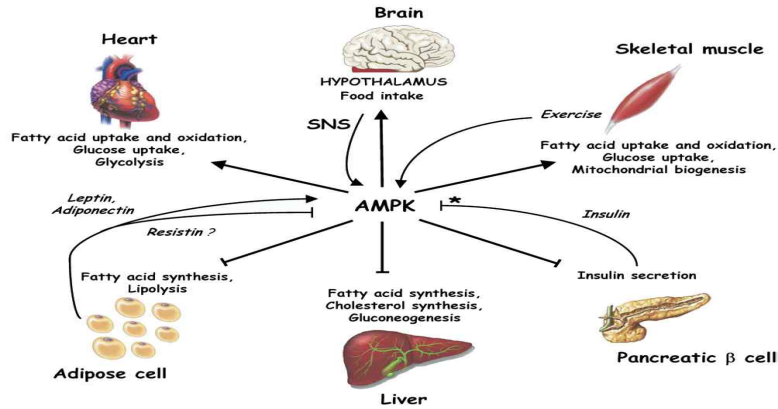 Brain
Heart
Skeletal muscle
HYPOTHALAMUS
Food intake
SNS
Exercise
Fatty acid uptake and oxidation,
Glucose uptake,
Glycolysis
Fatty acid uptake and oxidation,
Glucose uptake,
Mitochondrial biogenesis
Leptin,
Adiponectin
Resistin ?
AMPK
*
Insulin
Fatty acid synthesis,
Lipolysis
Fatty acid synthesis,
Cholesterol synthesis,
Gluconeogenesis
Insulin secretion
Adipose cell
Liver
Pancreatic β cell